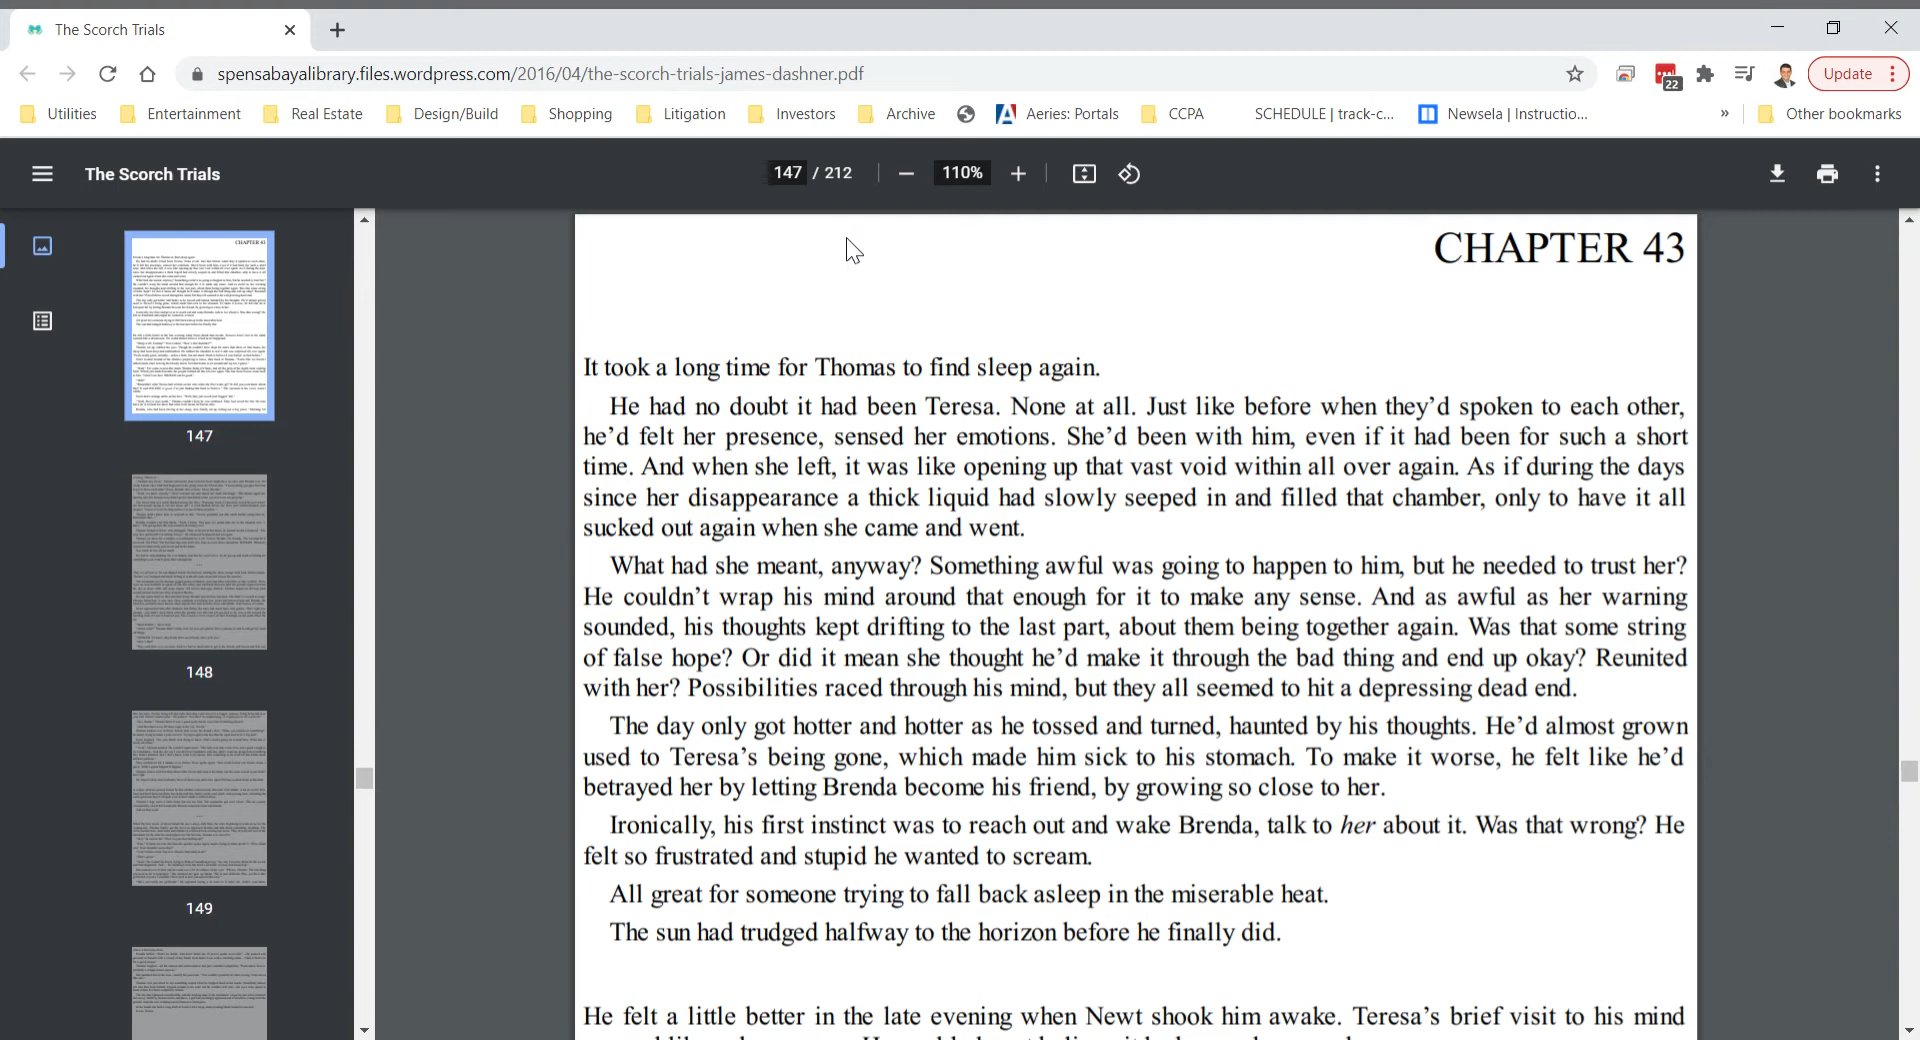 The Scorch Trials
spensabayalibrary.files.wordpress.com/2016/04/the-scorch-trials-james-dashner.pdf
22
Update
Utilities
Entertainment
Real Estate
Design/Build
Shopping
Litigation
Investors
Archive
Aeries: Portals
CCPA
SCHEDULE | track-c...
Newsela | Instructio...
»
Other bookmarks
The Scorch Trials
147 / 212
110%
CHAPTER 43
147
148
149
CHAPTER 43
It took a long time for Thomas to find sleep again.
He had no doubt it had been Teresa. None at all. Just like before when they’d spoken to each other,
he’d felt her presence, sensed her emotions. She’d been with him, even if it had been for such a short
time. And when she left, it was like opening up that vast void within all over again. As if during the days
since her disappearance a thick liquid had slowly seeped in and filled that chamber, only to have it all
sucked out again when she came and went.
What had she meant, anyway? Something awful was going to happen to him, but he needed to trust her?
He couldn’t wrap his mind around that enough for it to make any sense. And as awful as her warning
sounded, his thoughts kept drifting to the last part, about them being together again. Was that some string
of false hope? Or did it mean she thought he’d make it through the bad thing and end up okay? Reunited
with her? Possibilities raced through his mind, but they all seemed to hit a depressing dead end.
The day only got hotter and hotter as he tossed and turned, haunted by his thoughts. He’d almost grown
used to Teresa’s being gone, which made him sick to his stomach. To make it worse, he felt like he’d
betrayed her by letting Brenda become his friend, by growing so close to her.
Ironically, his first instinct was to reach out and wake Brenda, talk to her about it. Was that wrong? He
felt so frustrated and stupid he wanted to scream.
All great for someone trying to fall back asleep in the miserable heat.
The sun had trudged halfway to the horizon before he finally did.
He felt a little better in the late evening when Newt shook him awake. Teresa’s brief visit to his mind